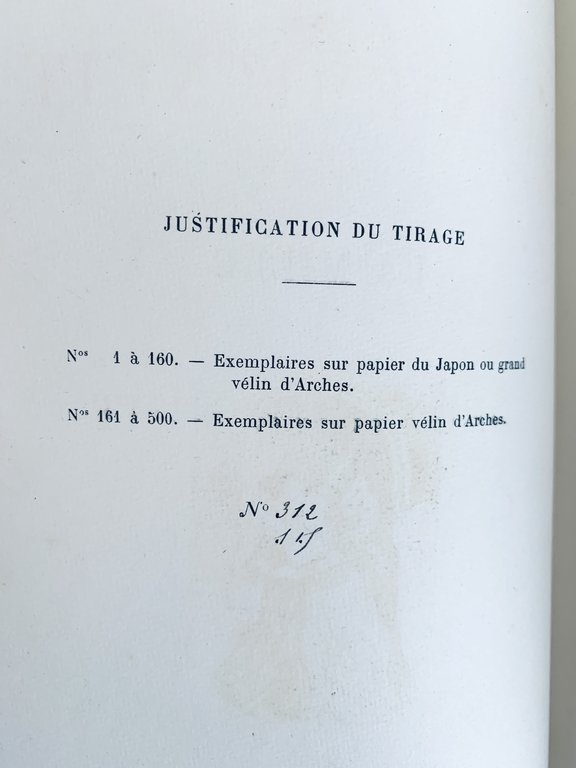 JUSTIFICATION DU TIRAGE
Nos 1 à 160. — Exemplaires sur papier du Japon ou grand
vélin d'Arches.
Nos 161 à 500. — Exemplaires sur papier vélin d'Arches.
No 312